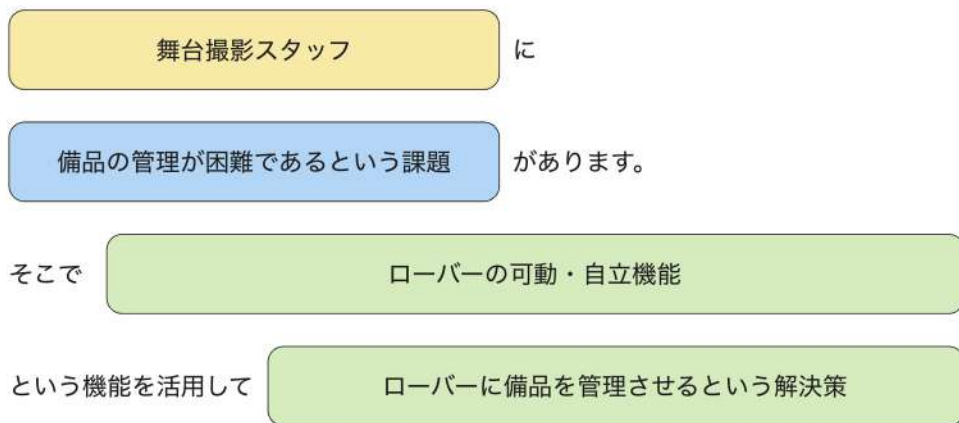 舞台撮影スタッフ に
備品の管理が困難であるという課題 があります。
そこで ローバーの可動・自立機能
という機能を活用して ローバーに備品を管理させるという解決策